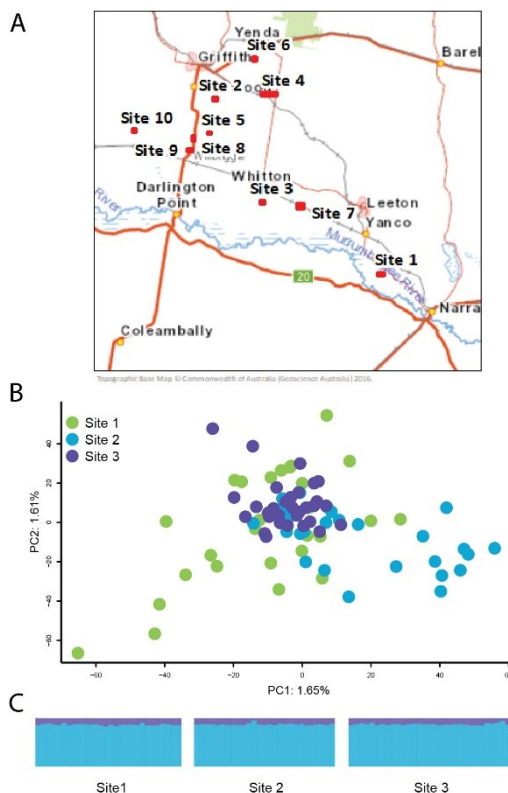 A
Yenda
Site 6
Griffith
Barel
Site 2
Site 4
Site 10
Site 5
Site 9
Site 8
Whitton
Site 3
Leeton
Darlington
Point
Site 7
Yanco
River
Site 1
20
Narra
Coleambally
Topographic Base Map © Commonwealth of Australia (Geoscience Australia) 2016.
B
Site 1
Site 2
Site 3
PC2: 1.61%
40
20
0
−20
−40
−60
−60
−40
−20
0
20
40
60
PC1: 1.65%
C
Site1
Site 2
Site 3